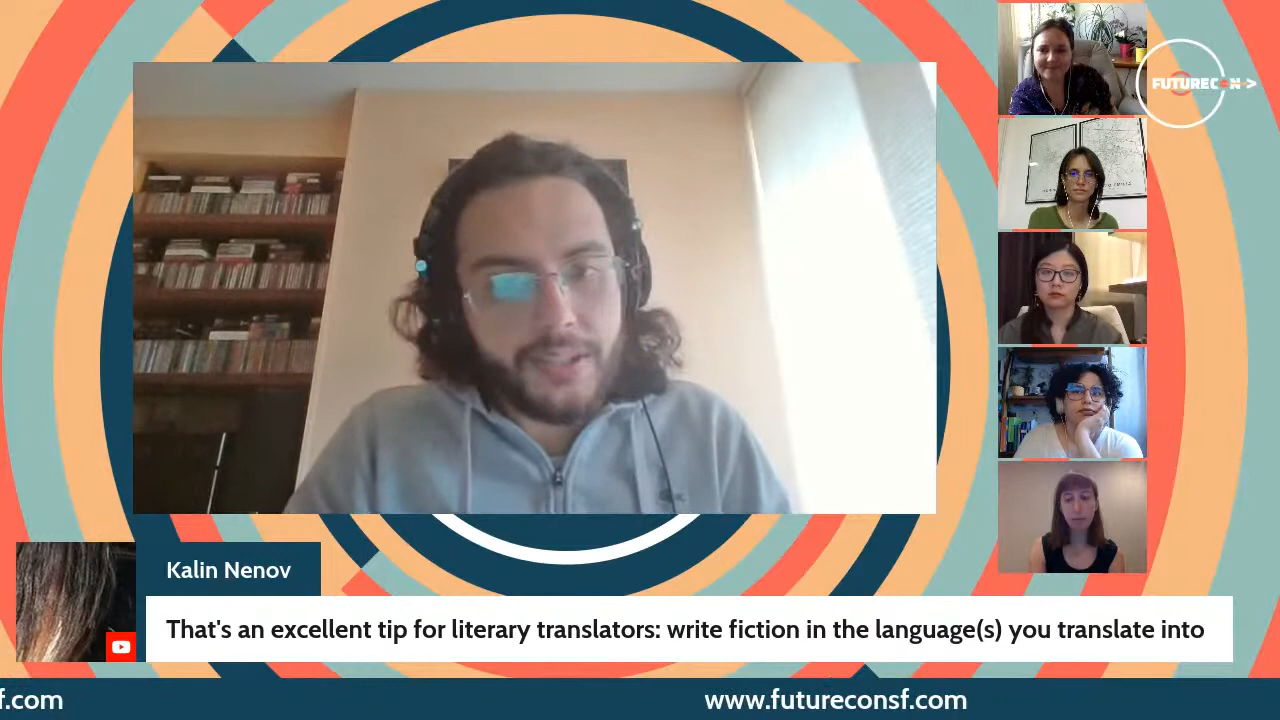 FUTURECON
Kalin Nenov
That's an excellent tip for literary translators: write fiction in the language(s) you translate into
f.com
www.futureconsf.com